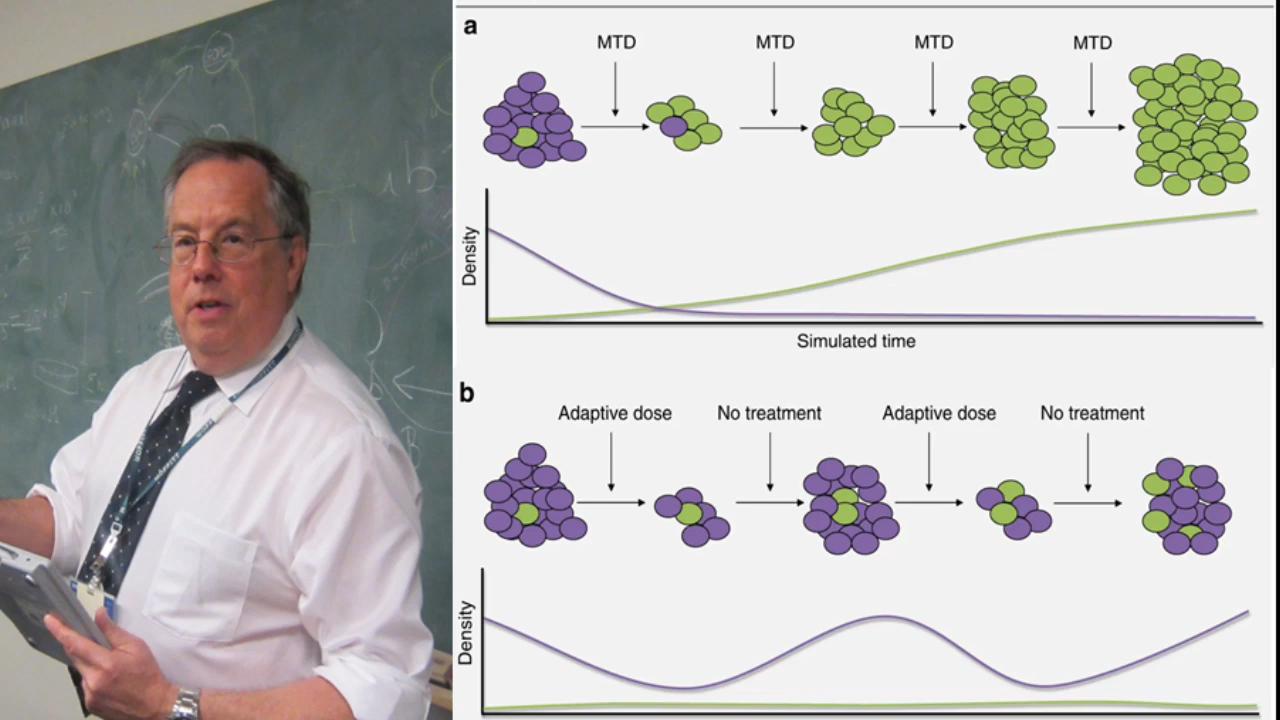 a
MTD MTD MTD MTD
Density
Simulated time
b
Adaptive dose No treatment Adaptive dose No treatment
Density